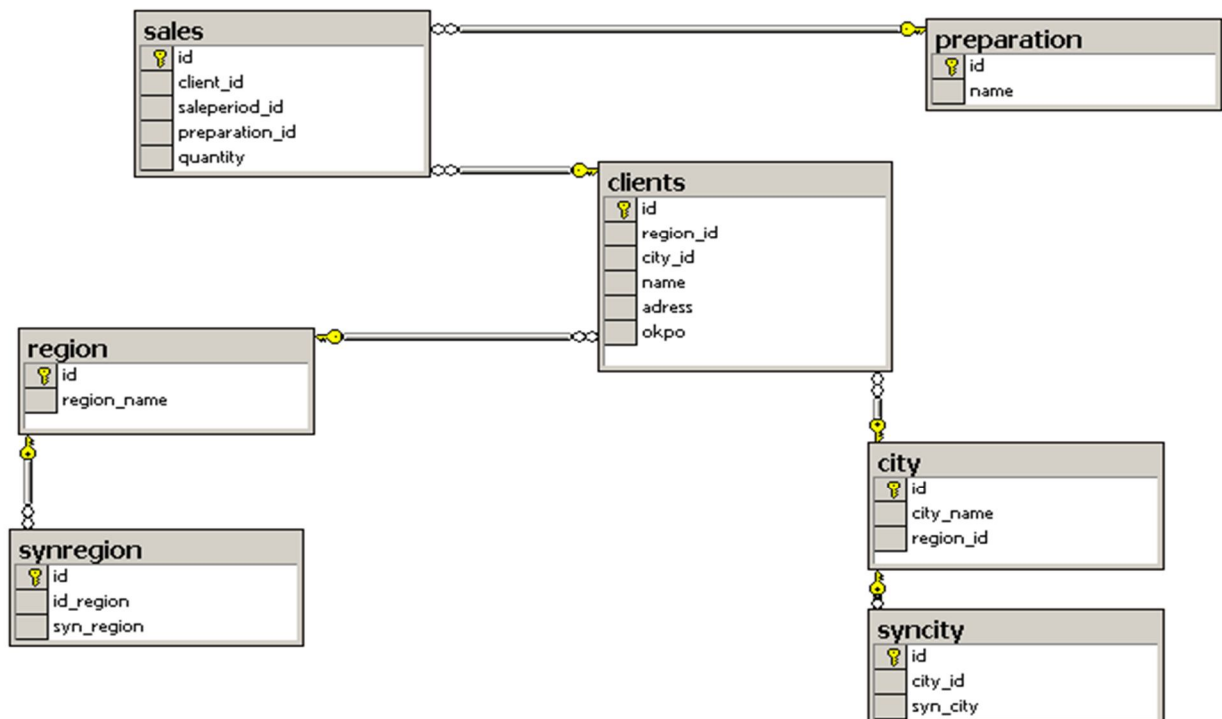 sales
id
client_id
saleperiod_id
preparation_id
quantity
preparation
id
name
clients
id
region_id
city_id
name
adress
okpo
region
id
region_name
synregion
id
id_region
syn_region
city
id
city_name
region_id
syncity
id
city_id
syn_city